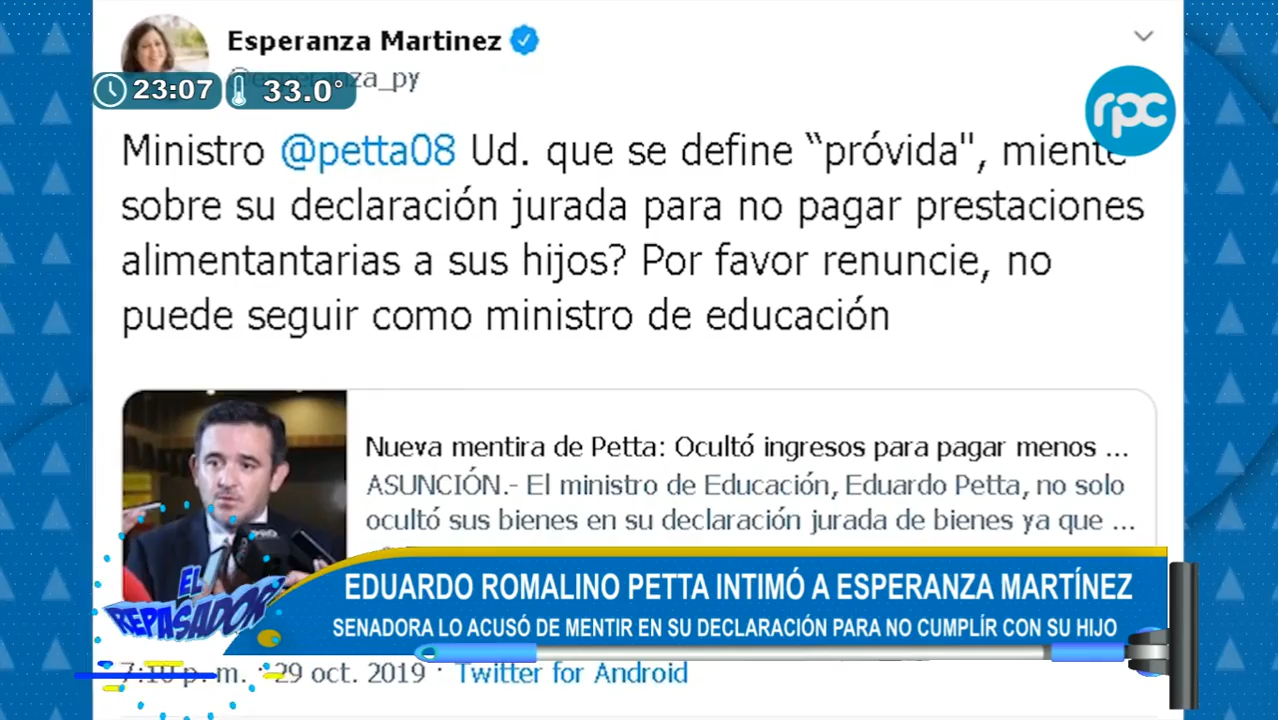 Esperanza Martinez
@esperanza_py
23:07
33.0°
rpc
Ministro @petta08 Ud. que se define “próvida", miente
sobre su declaración jurada para no pagar prestaciones
alimentantarias a sus hijos? Por favor renuncie, no
puede seguir como ministro de educación
Nueva mentira de Petta: Ocultó ingresos para pagar menos ...
ASUNCIÓN.- El ministro de Educación, Eduardo Petta, no solo
ocultó sus bienes en su declaración jurada de bienes ya que ...
EL
REPASADOR
EDUARDO ROMALINO PETTA INTIMÓ A ESPERANZA MARTÍNEZ
SENADORA LO ACUSÓ DE MENTIR EN SU DECLARACIÓN PARA NO CUMPLÍR CON SU HIJO
7:10 p. m. · 29 oct. 2019 · Twitter for Android